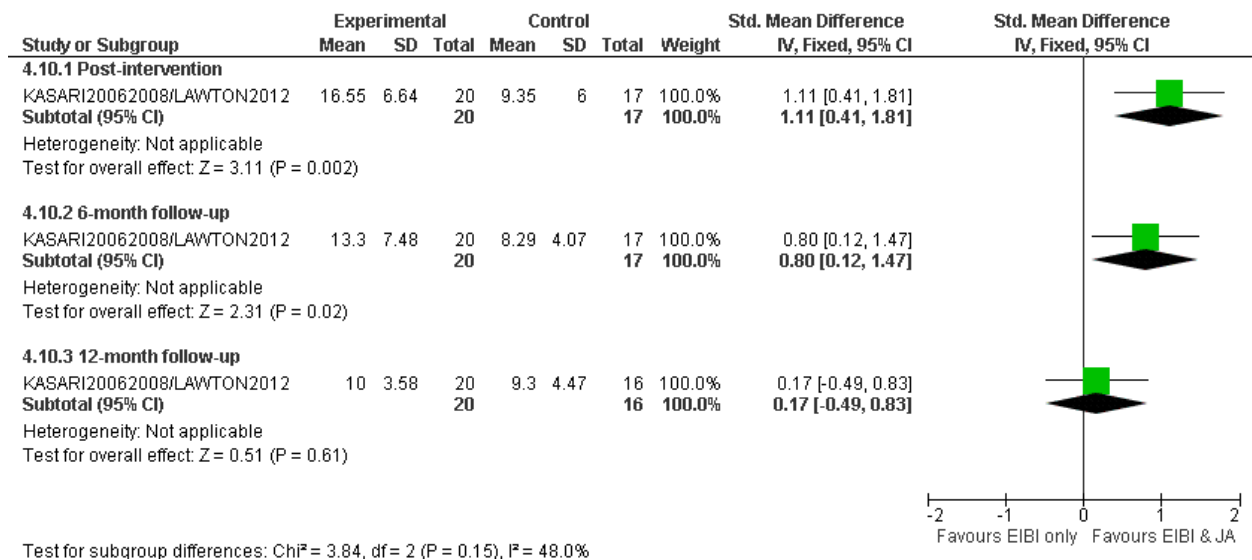 Experimental Control Std. Mean Difference Std. Mean Difference
Study or Subgroup Mean SD Total Mean SD Total Weight IV, Fixed, 95% CI IV, Fixed, 95% CI
4.10.1 Post-intervention
KASARI20062008/LAWTON2012 16.55 6.64 20 9.35 6 17 100.0% 1.11 [0.41, 1.81]
Subtotal (95% CI) 20 17 100.0% 1.11 [0.41, 1.81]
Heterogeneity: Not applicable
Test for overall effect: Z = 3.11 (P = 0.002)
4.10.2 6-month follow-up
KASARI20062008/LAWTON2012 13.3 7.48 20 8.29 4.07 17 100.0% 0.80 [0.12, 1.47]
Subtotal (95% CI) 20 17 100.0% 0.80 [0.12, 1.47]
Heterogeneity: Not applicable
Test for overall effect: Z = 2.31 (P = 0.02)
4.10.3 12-month follow-up
KASARI20062008/LAWTON2012 10 3.58 20 9.3 4.47 16 100.0% 0.17 [-0.49, 0.83]
Subtotal (95% CI) 20 16 100.0% 0.17 [-0.49, 0.83]
Heterogeneity: Not applicable
Test for overall effect: Z = 0.51 (P = 0.61)
-2 -1 0 1 2
Favours EIBI only Favours EIBI & JA
Test for subgroup differences: Chi² = 3.84, df = 2 (P = 0.15), I² = 48.0%